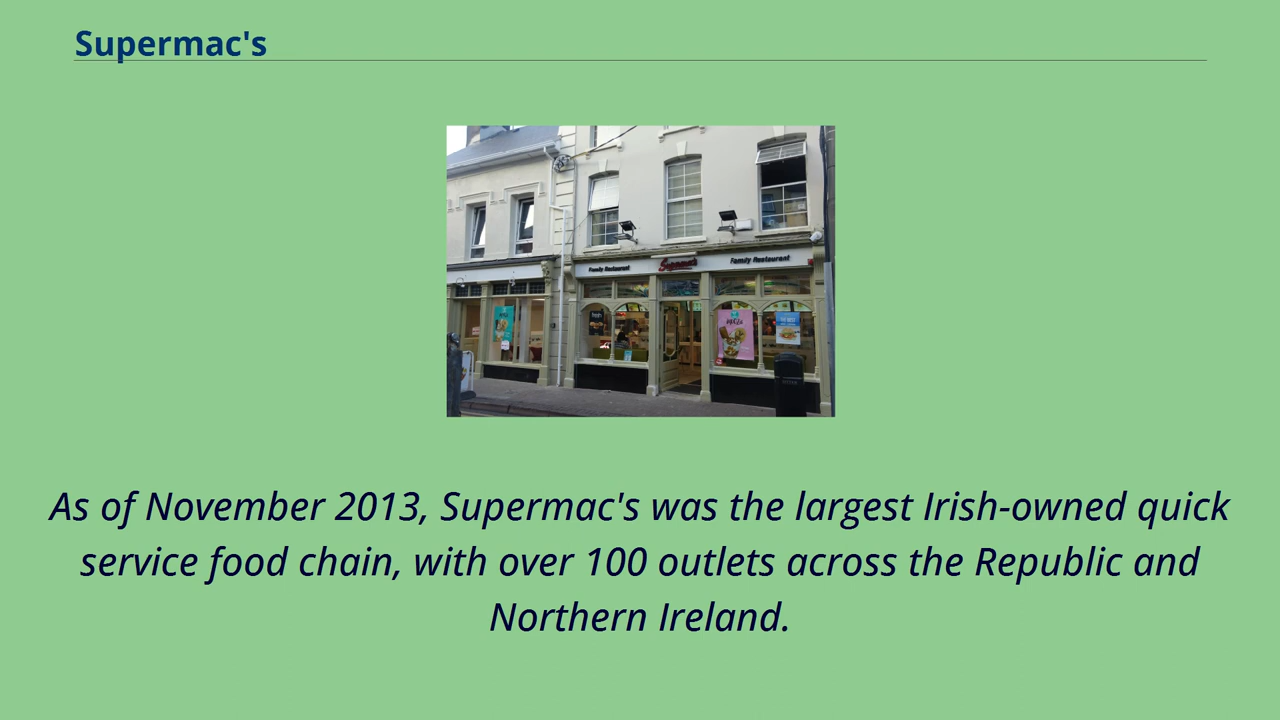 Supermac's
Family Restaurant
Supermac's
Family Restaurant
As of November 2013, Supermac's was the largest Irish-owned quick
service food chain, with over 100 outlets across the Republic and
Northern Ireland.